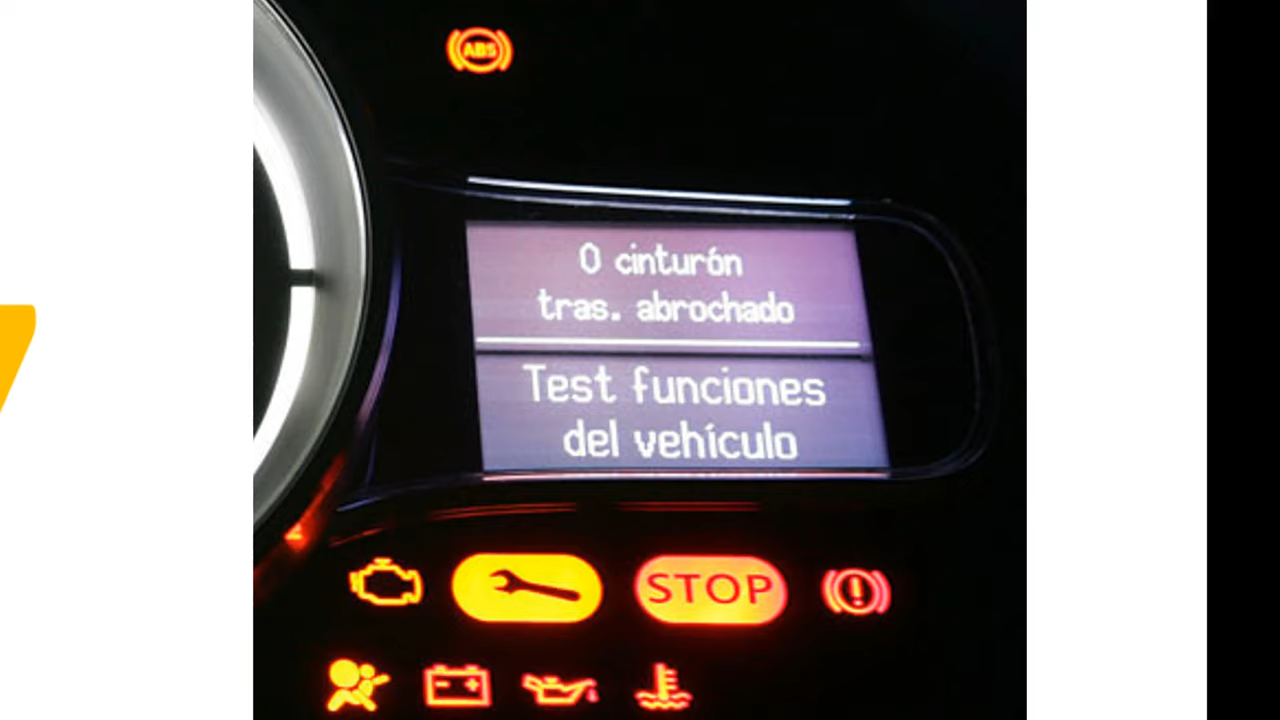 ABS
0 cinturón
tras. abrochado
Test funciones
del vehículo
STOP